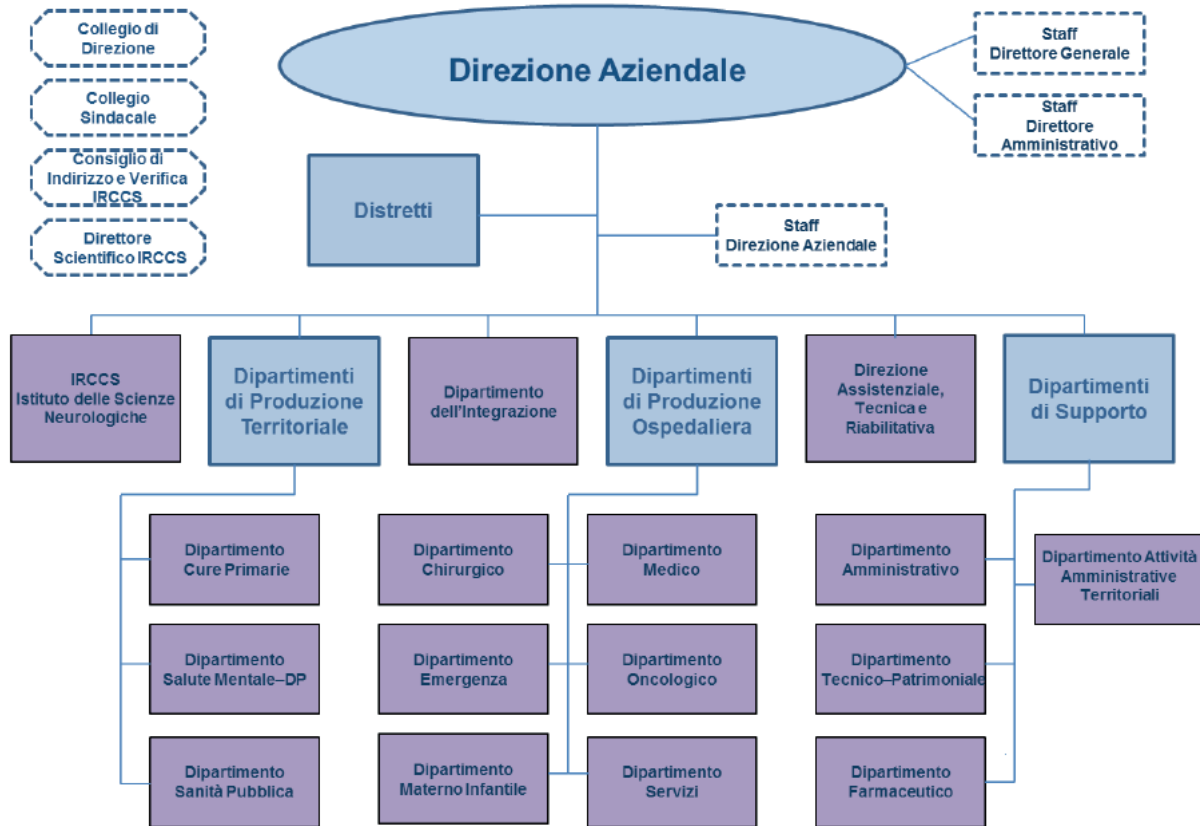 Collegio di
Direzione
Collegio
Sindacale
Consiglio di
Indirizzo e Verifica
IRCCS
Direttore
Scientifico IRCCS
Direzione Aziendale
Staff
Direttore Generale
Staff
Direttore
Amministrativo
Distretti
Staff
Direzione Aziendale
IRCCS
Istituto delle Scienze
Neurologiche
Dipartimenti
di Produzione
Territoriale
Dipartimento
dell'Integrazione
Dipartimenti
di Produzione
Ospedaliera
Direzione
Assistenziale,
Tecnica e
Riabilitativa
Dipartimenti
di Supporto
Dipartimento
Cure Primarie
Dipartimento
Chirurgico
Dipartimento
Medico
Dipartimento
Amministrativo
Dipartimento Attività
Amministrative
Territoriali
Dipartimento
Salute Mentale–DP
Dipartimento
Emergenza
Dipartimento
Oncologico
Dipartimento
Tecnico–Patrimoniale
Dipartimento
Sanità Pubblica
Dipartimento
Materno Infantile
Dipartimento
Servizi
Dipartimento
Farmaceutico